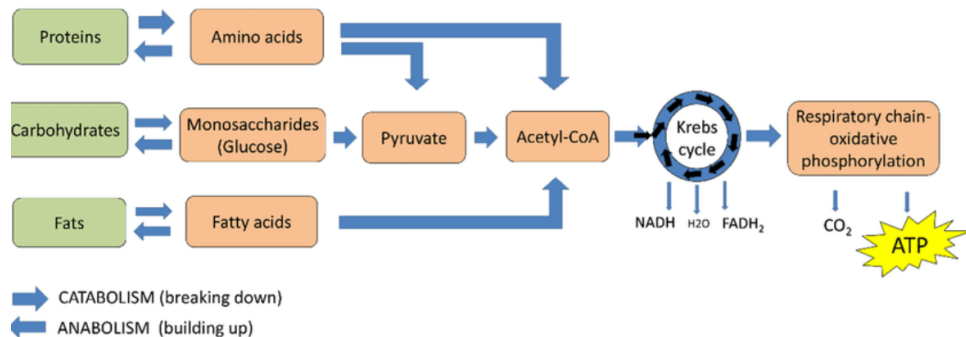 Proteins
Amino acids
Carbohydrates
Monosaccharides
(Glucose)
Pyruvate
Acetyl-CoA
Krebs
cycle
Respiratory chain-
oxidative
phosphorylation
Fats
Fatty acids
NADH
H2O
FADH₂
CO₂
ATP
CATABOLISM (breaking down)
ANABOLISM (building up)